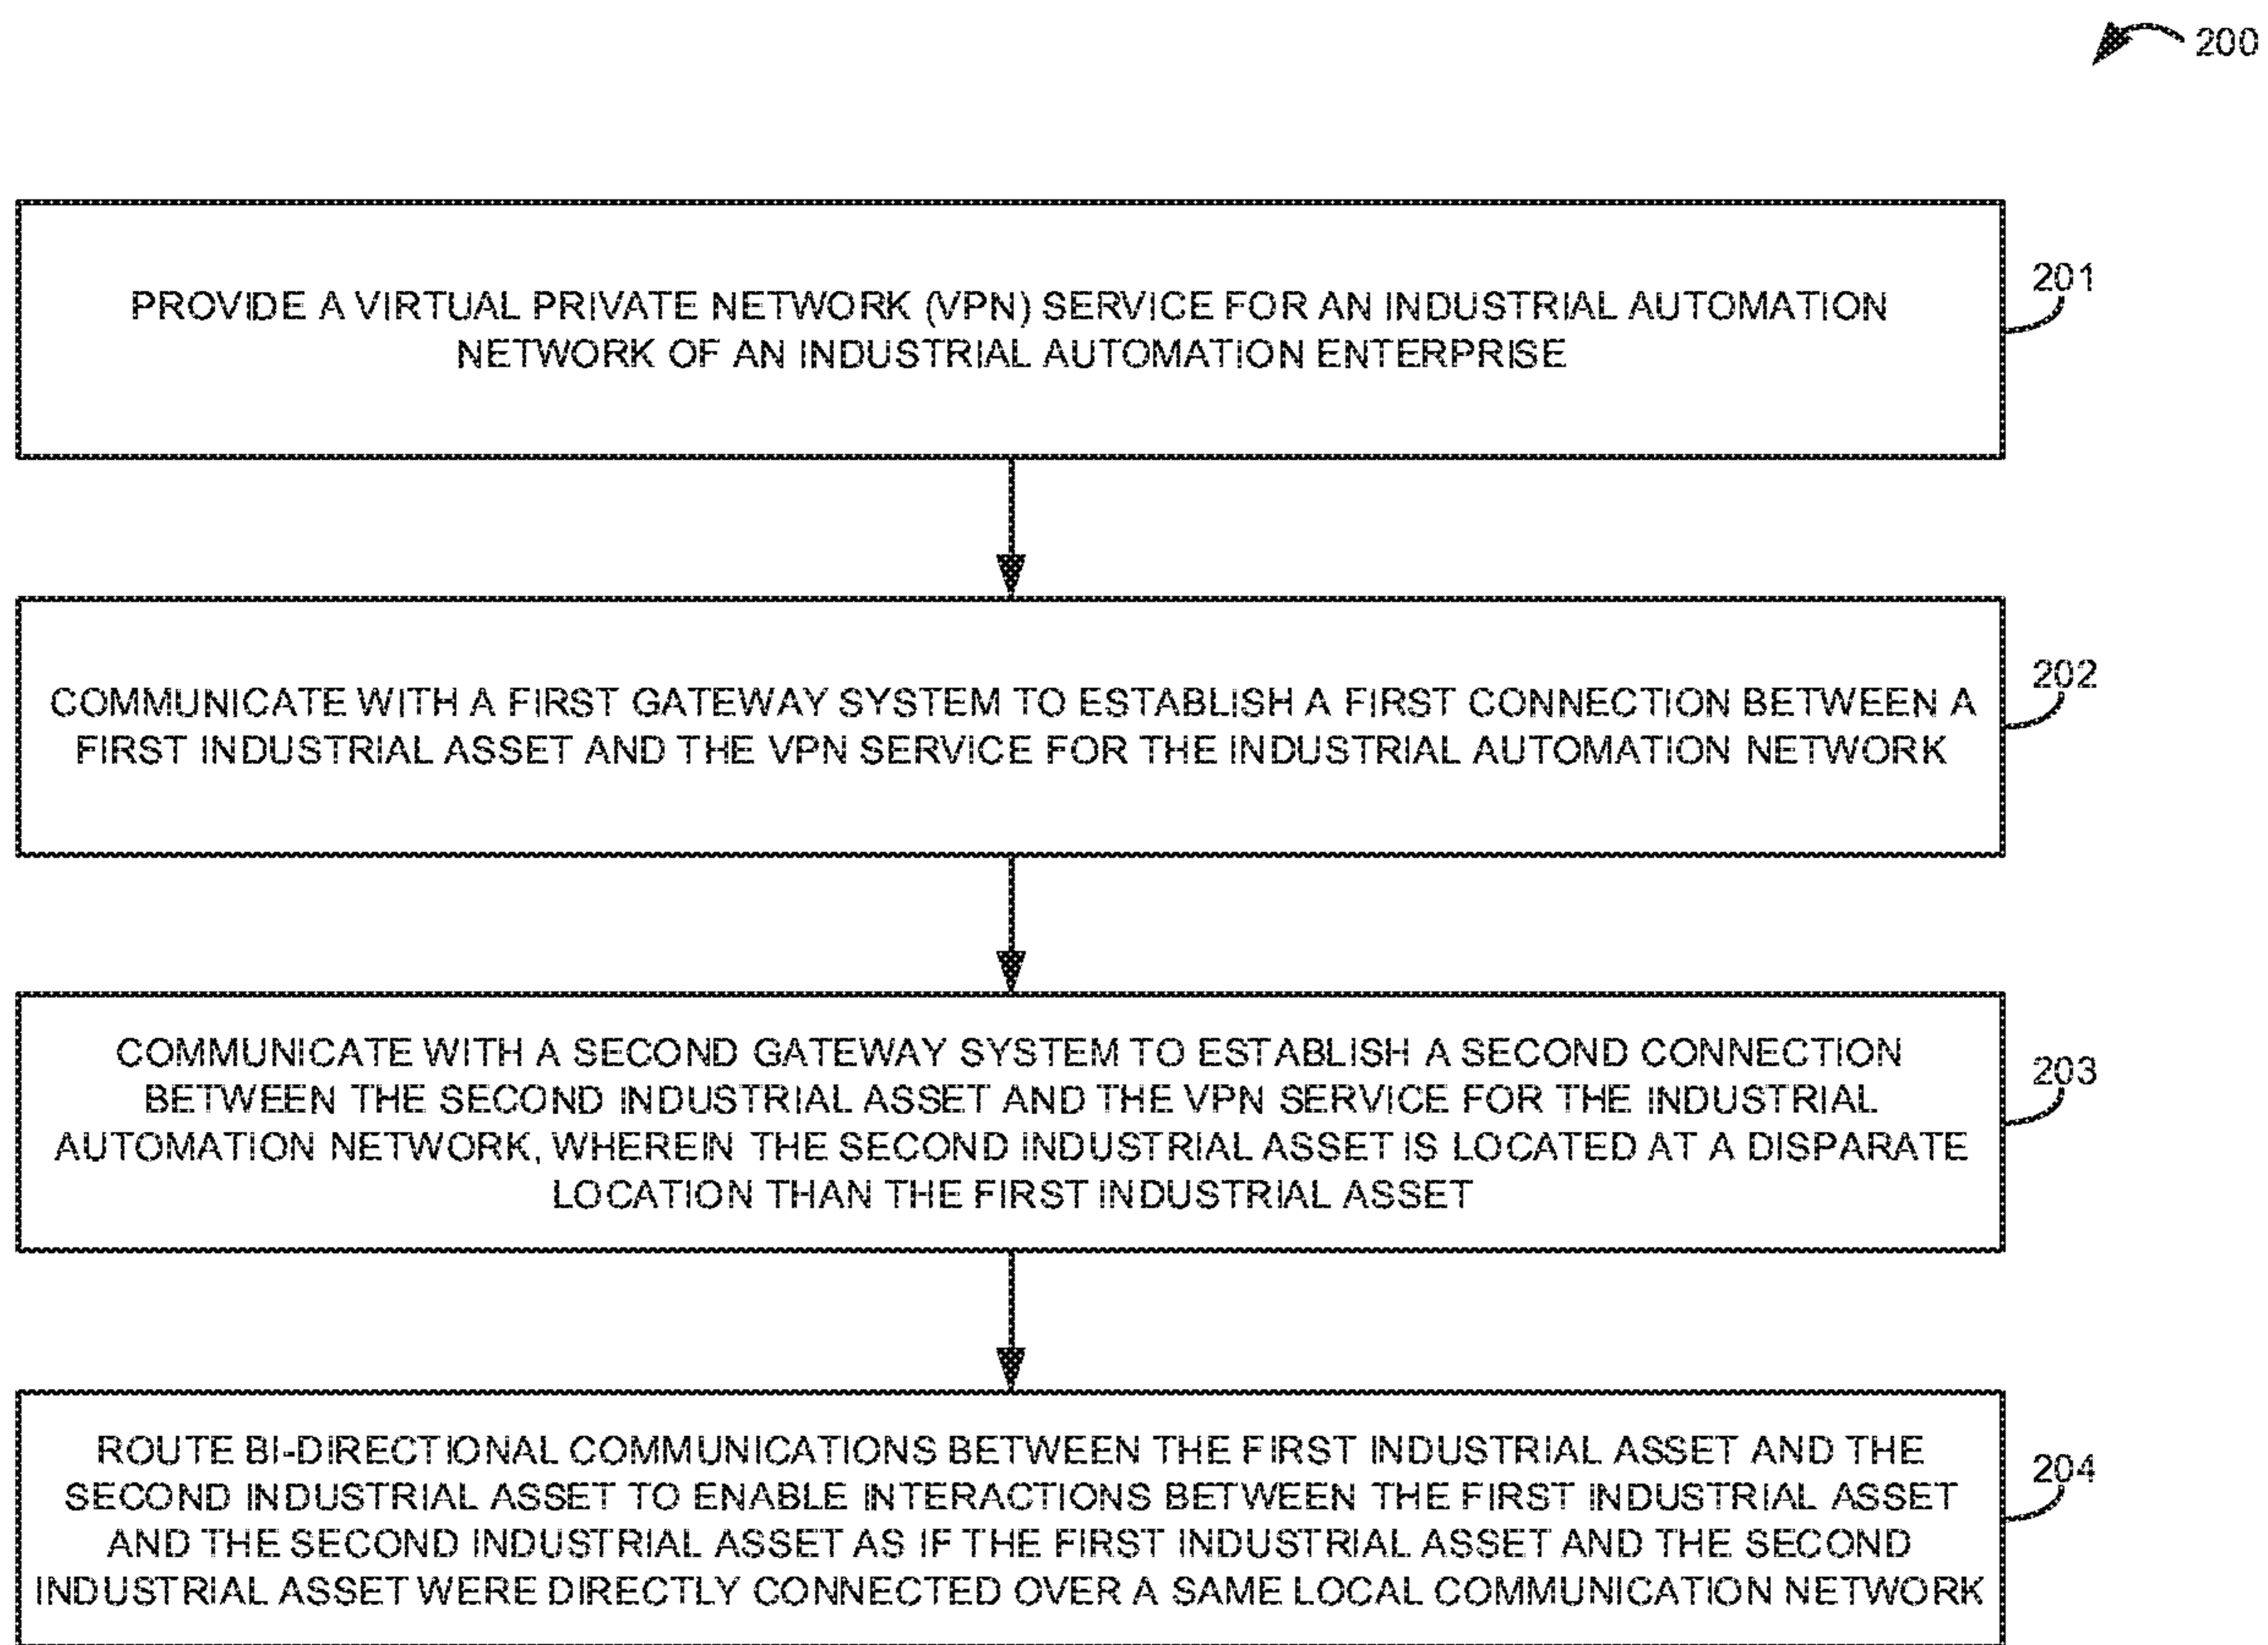 200
201
PROVIDE A VIRTUAL PRIVATE NETWORK (VPN) SERVICE FOR AN INDUSTRIAL AUTOMATION
NETWORK OF AN INDUSTRIAL AUTOMATION ENTERPRISE
202
COMMUNICATE WITH A FIRST GATEWAY SYSTEM TO ESTABLISH A FIRST CONNECTION BETWEEN A
FIRST INDUSTRIAL ASSET AND THE VPN SERVICE FOR THE INDUSTRIAL AUTOMATION NETWORK
203
COMMUNICATE WITH A SECOND GATEWAY SYSTEM TO ESTABLISH A SECOND CONNECTION
BETWEEN THE SECOND INDUSTRIAL ASSET AND THE VPN SERVICE FOR THE INDUSTRIAL
AUTOMATION NETWORK, WHEREIN THE SECOND INDUSTRIAL ASSET IS LOCATED AT A DISPARATE
LOCATION THAN THE FIRST INDUSTRIAL ASSET
204
ROUTE BI-DIRECTIONAL COMMUNICATIONS BETWEEN THE FIRST INDUSTRIAL ASSET AND THE
SECOND INDUSTRIAL ASSET TO ENABLE INTERACTIONS BETWEEN THE FIRST INDUSTRIAL ASSET
AND THE SECOND INDUSTRIAL ASSET AS IF THE FIRST INDUSTRIAL ASSET AND THE SECOND
INDUSTRIAL ASSET WERE DIRECTLY CONNECTED OVER A SAME LOCAL COMMUNICATION NETWORK